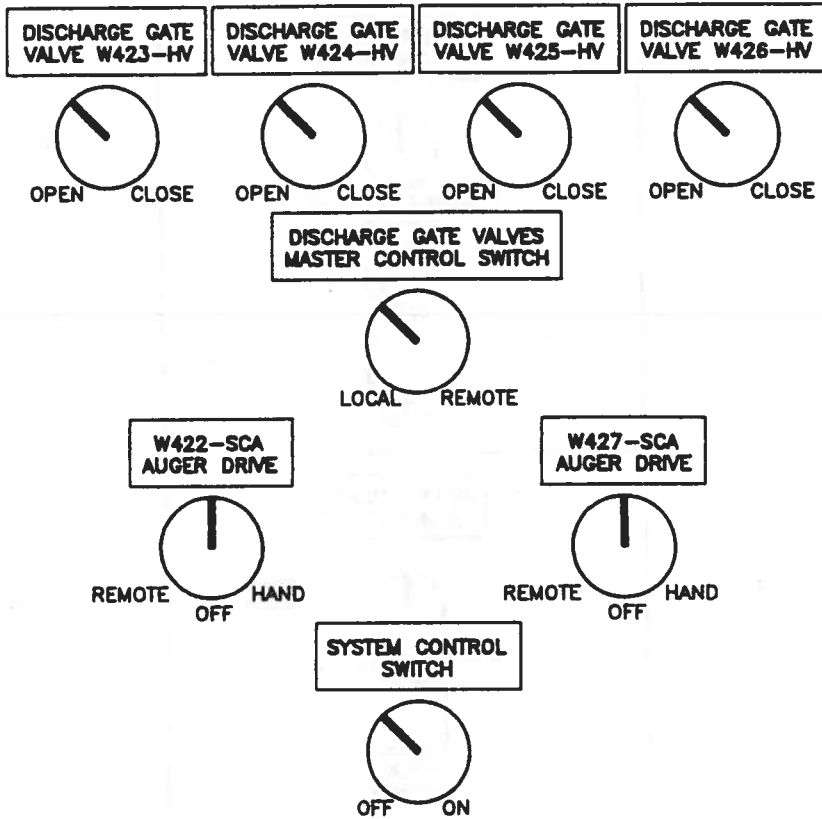 DISCHARGE GATE
VALVE W423-HV
DISCHARGE GATE
VALVE W424-HV
DISCHARGE GATE
VALVE W425-HV
DISCHARGE GATE
VALVE W426-HV
OPEN CLOSE
OPEN CLOSE
OPEN CLOSE
OPEN CLOSE
DISCHARGE GATE VALVES
MASTER CONTROL SWITCH
LOCAL REMOTE
W422-SCA
AUGER DRIVE
W427-SCA
AUGER DRIVE
REMOTE OFF HAND
REMOTE OFF HAND
SYSTEM CONTROL
SWITCH
OFF ON